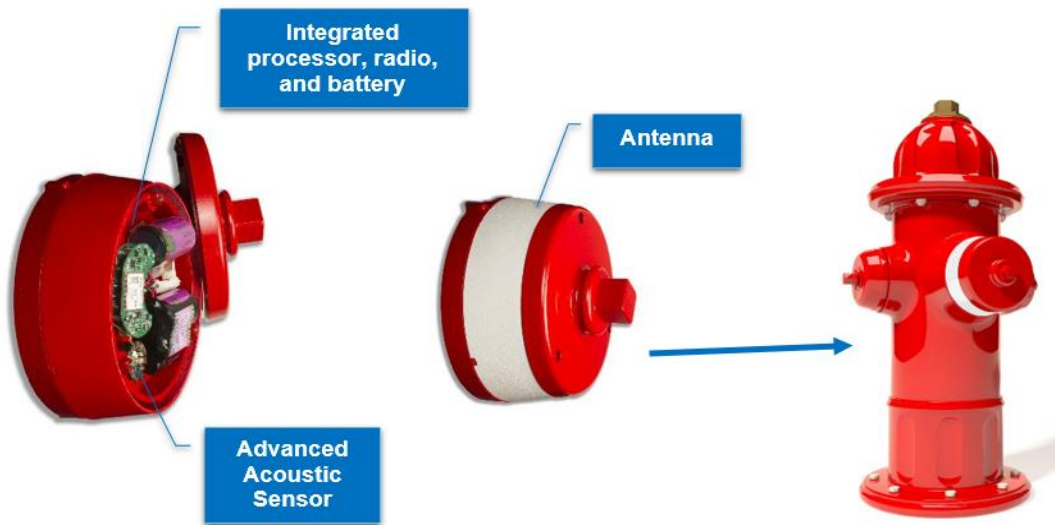 Integrated
processor, radio,
and battery
Antenna
Advanced
Acoustic
Sensor